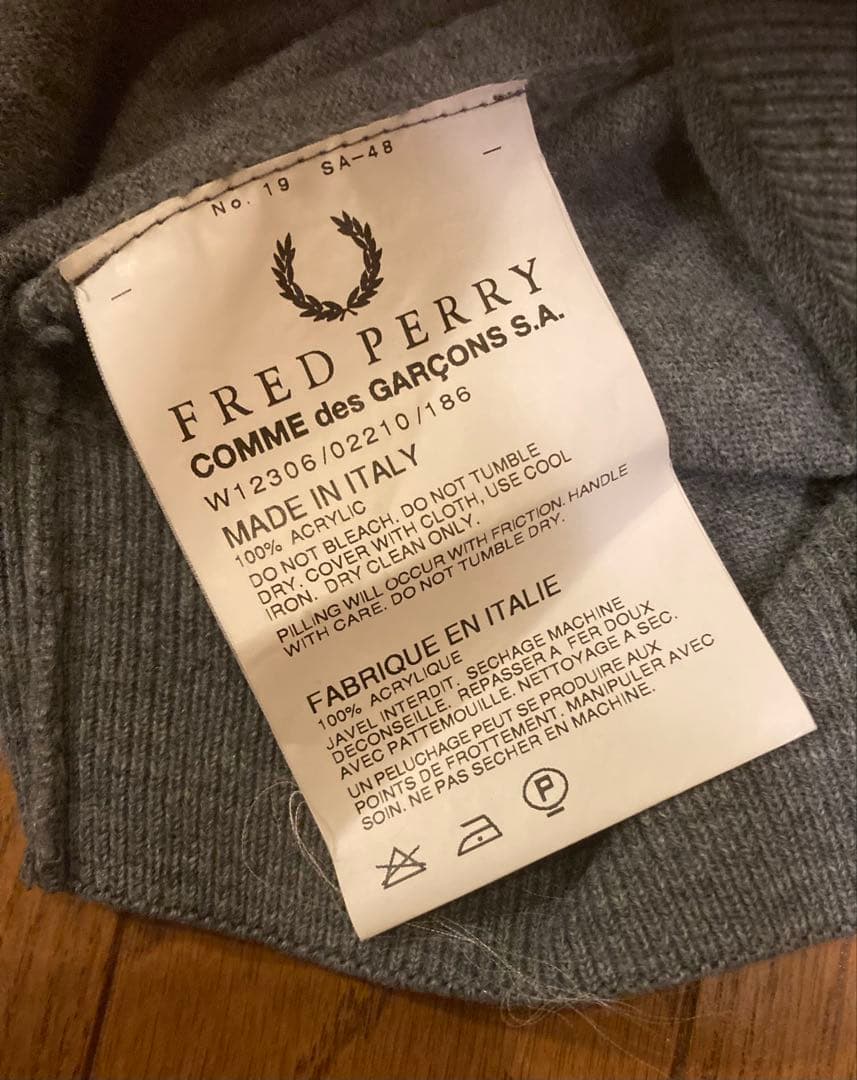 No. 19 SA-48
FRED PERRY
COMME des GARÇONS S.A.
W12306/02210/186
MADE IN ITALY
100% ACRYLIC
DO NOT BLEACH. DO NOT TUMBLE
DRY. COVER WITH CLOTH, USE COOL
IRON. DRY CLEAN ONLY.
PILLING WILL OCCUR WITH FRICTION. HANDLE
WITH CARE. DO NOT TUMBLE DRY.
FABRIQUE EN ITALIE
100% ACRYLIQUE
JAVEL INTERDIT. SECHAGE MACHINE
DECONSEILLE. REPASSER A FER DOUX
AVEC PATTEMOUILLE. NETTOYAGE A SEC.
UN PELUCHAGE PEUT SE PRODUIRE AUX
POINTS DE FROTTEMENT. MANIPULER AVEC
SOIN. NE PAS SECHER EN MACHINE.
P